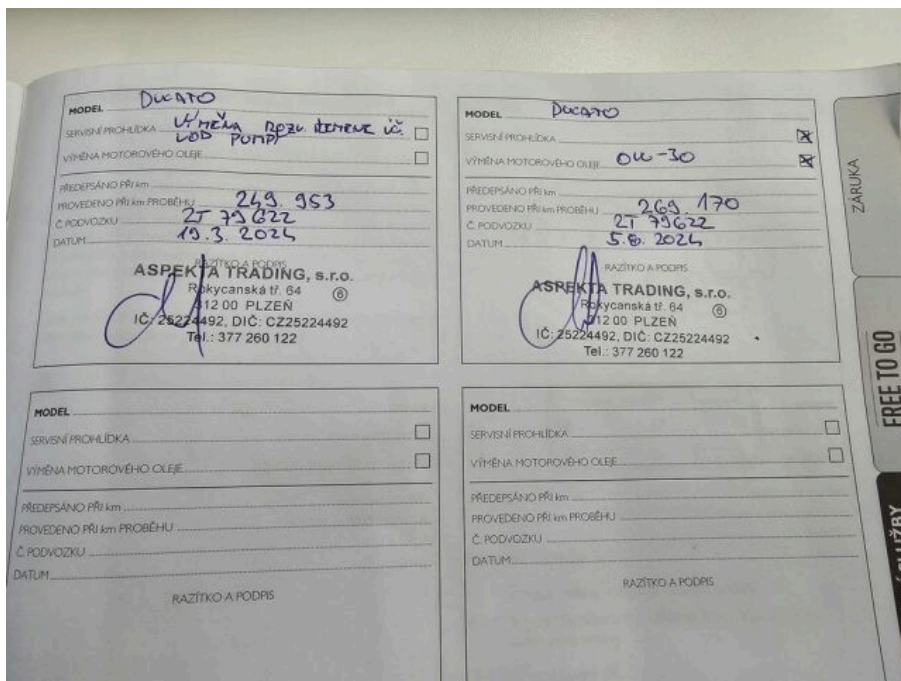 MODEL DUCATO
SERVISNÍ PROHLÍDKA VÝMĚNA ROZV. ŘEMENE VČ.
VOD PUMPY
VÝMĚNA MOTOROVÉHO OLEJE
PŘEDEPSÁNO PŘI km
PROVEDENO PŘI km PROBĚHU 249. 953
Č. PODVOZKU 2T 79622
DATUM 19.3. 2024
RAZÍTKO A PODPIS
ASPEKTA TRADING, s.r.o.
Rokycanská tř. 64
312 00 PLZEŇ
6
IČ: 25224492, DIČ: CZ25224492
Tel.: 377 260 122
MODEL DUCATO
SERVISNÍ PROHLÍDKA
VÝMĚNA MOTOROVÉHO OLEJE 0W-30
PŘEDEPSÁNO PŘI km
PROVEDENO PŘI km PROBĚHU 269. 170
Č. PODVOZKU 2T 79622
DATUM 5.8. 2024
RAZÍTKO A PODPIS
ASPEKTA TRADING, s.r.o.
Rokycanská tř. 64
312 00 PLZEŇ
6
IČ: 25224492, DIČ: CZ25224492
Tel.: 377 260 122
MODEL
SERVISNÍ PROHLÍDKA
VÝMĚNA MOTOROVÉHO OLEJE
PŘEDEPSÁNO PŘI km
PROVEDENO PŘI km PROBĚHU
Č. PODVOZKU
DATUM
RAZÍTKO A PODPIS
MODEL
SERVISNÍ PROHLÍDKA
VÝMĚNA MOTOROVÉHO OLEJE
PŘEDEPSÁNO PŘI km
PROVEDENO PŘI km PROBĚHU
Č. PODVOZKU
DATUM
RAZÍTKO A PODPIS
ZÁRUKA
FREE TO GO
SLUŽBY